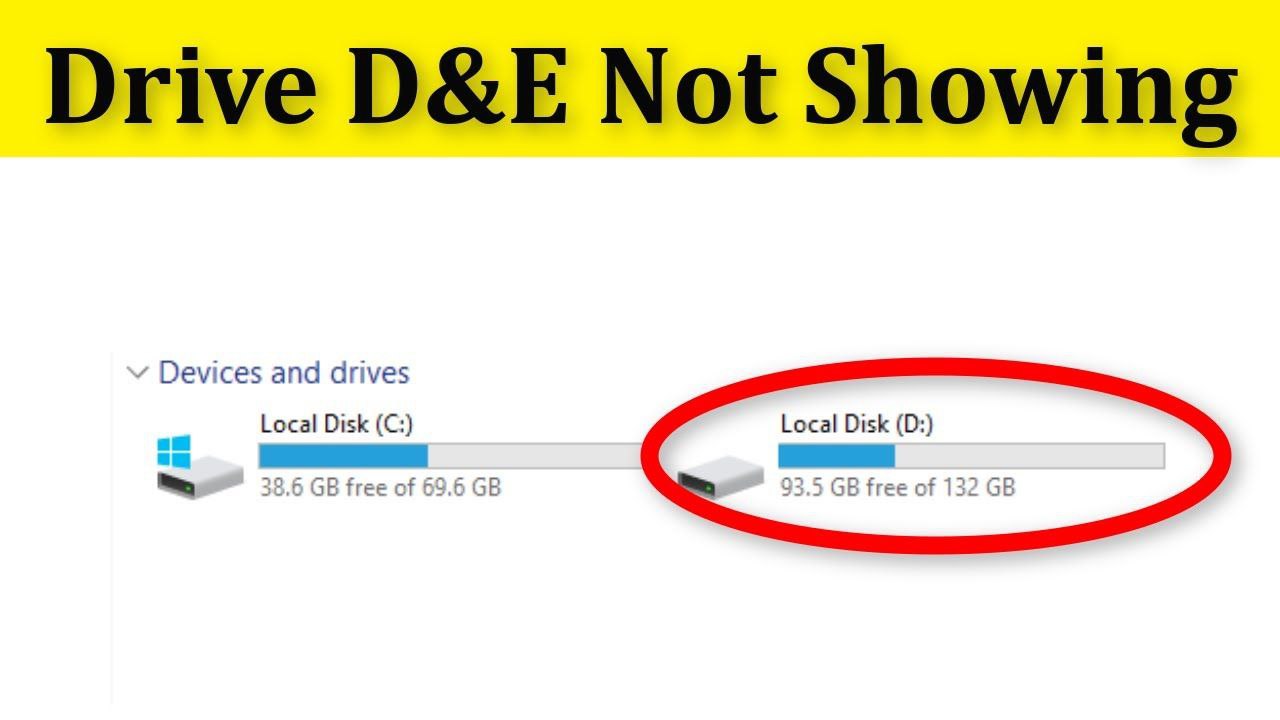 Drive D&E Not Showing
Devices and drives
Local Disk (C:)
38.6 GB free of 69.6 GB
Local Disk (D:)
93.5 GB free of 132 GB